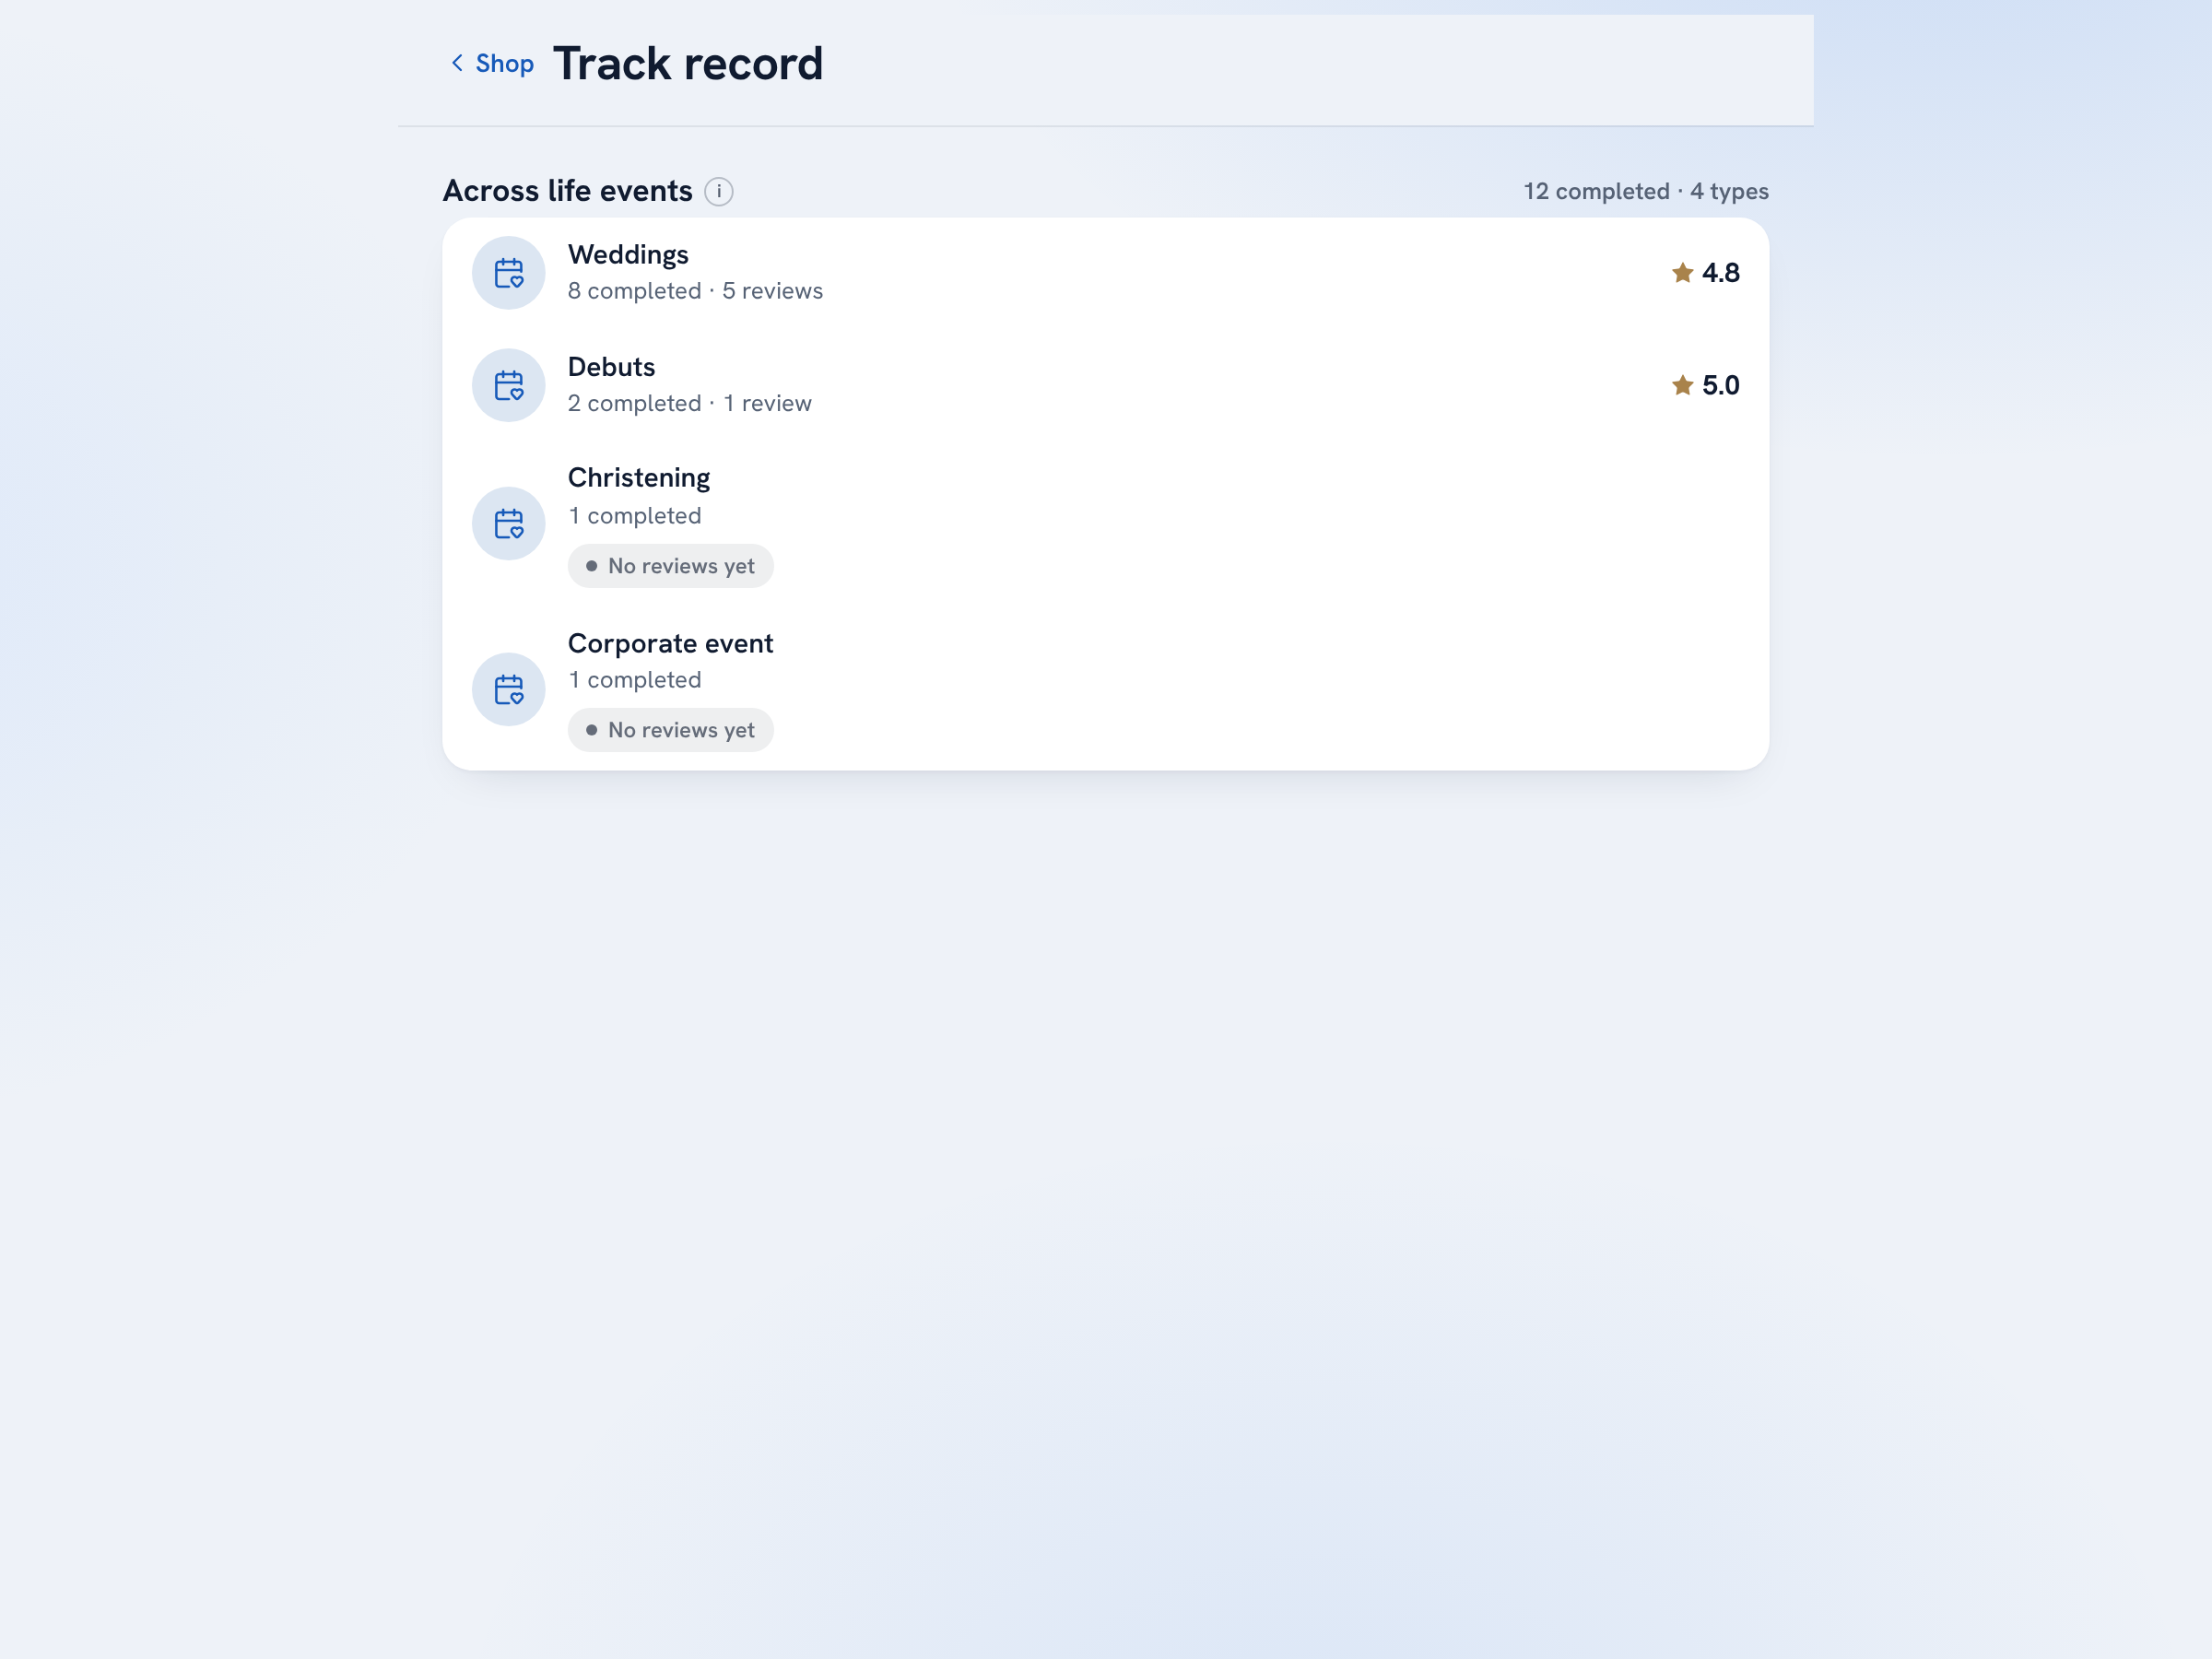 Shop
Track record
Across life events
12 completed · 4 types
Weddings
8 completed · 5 reviews
4.8
Debuts
2 completed · 1 review
5.0
Christening
1 completed
No reviews yet
Corporate event
1 completed
No reviews yet